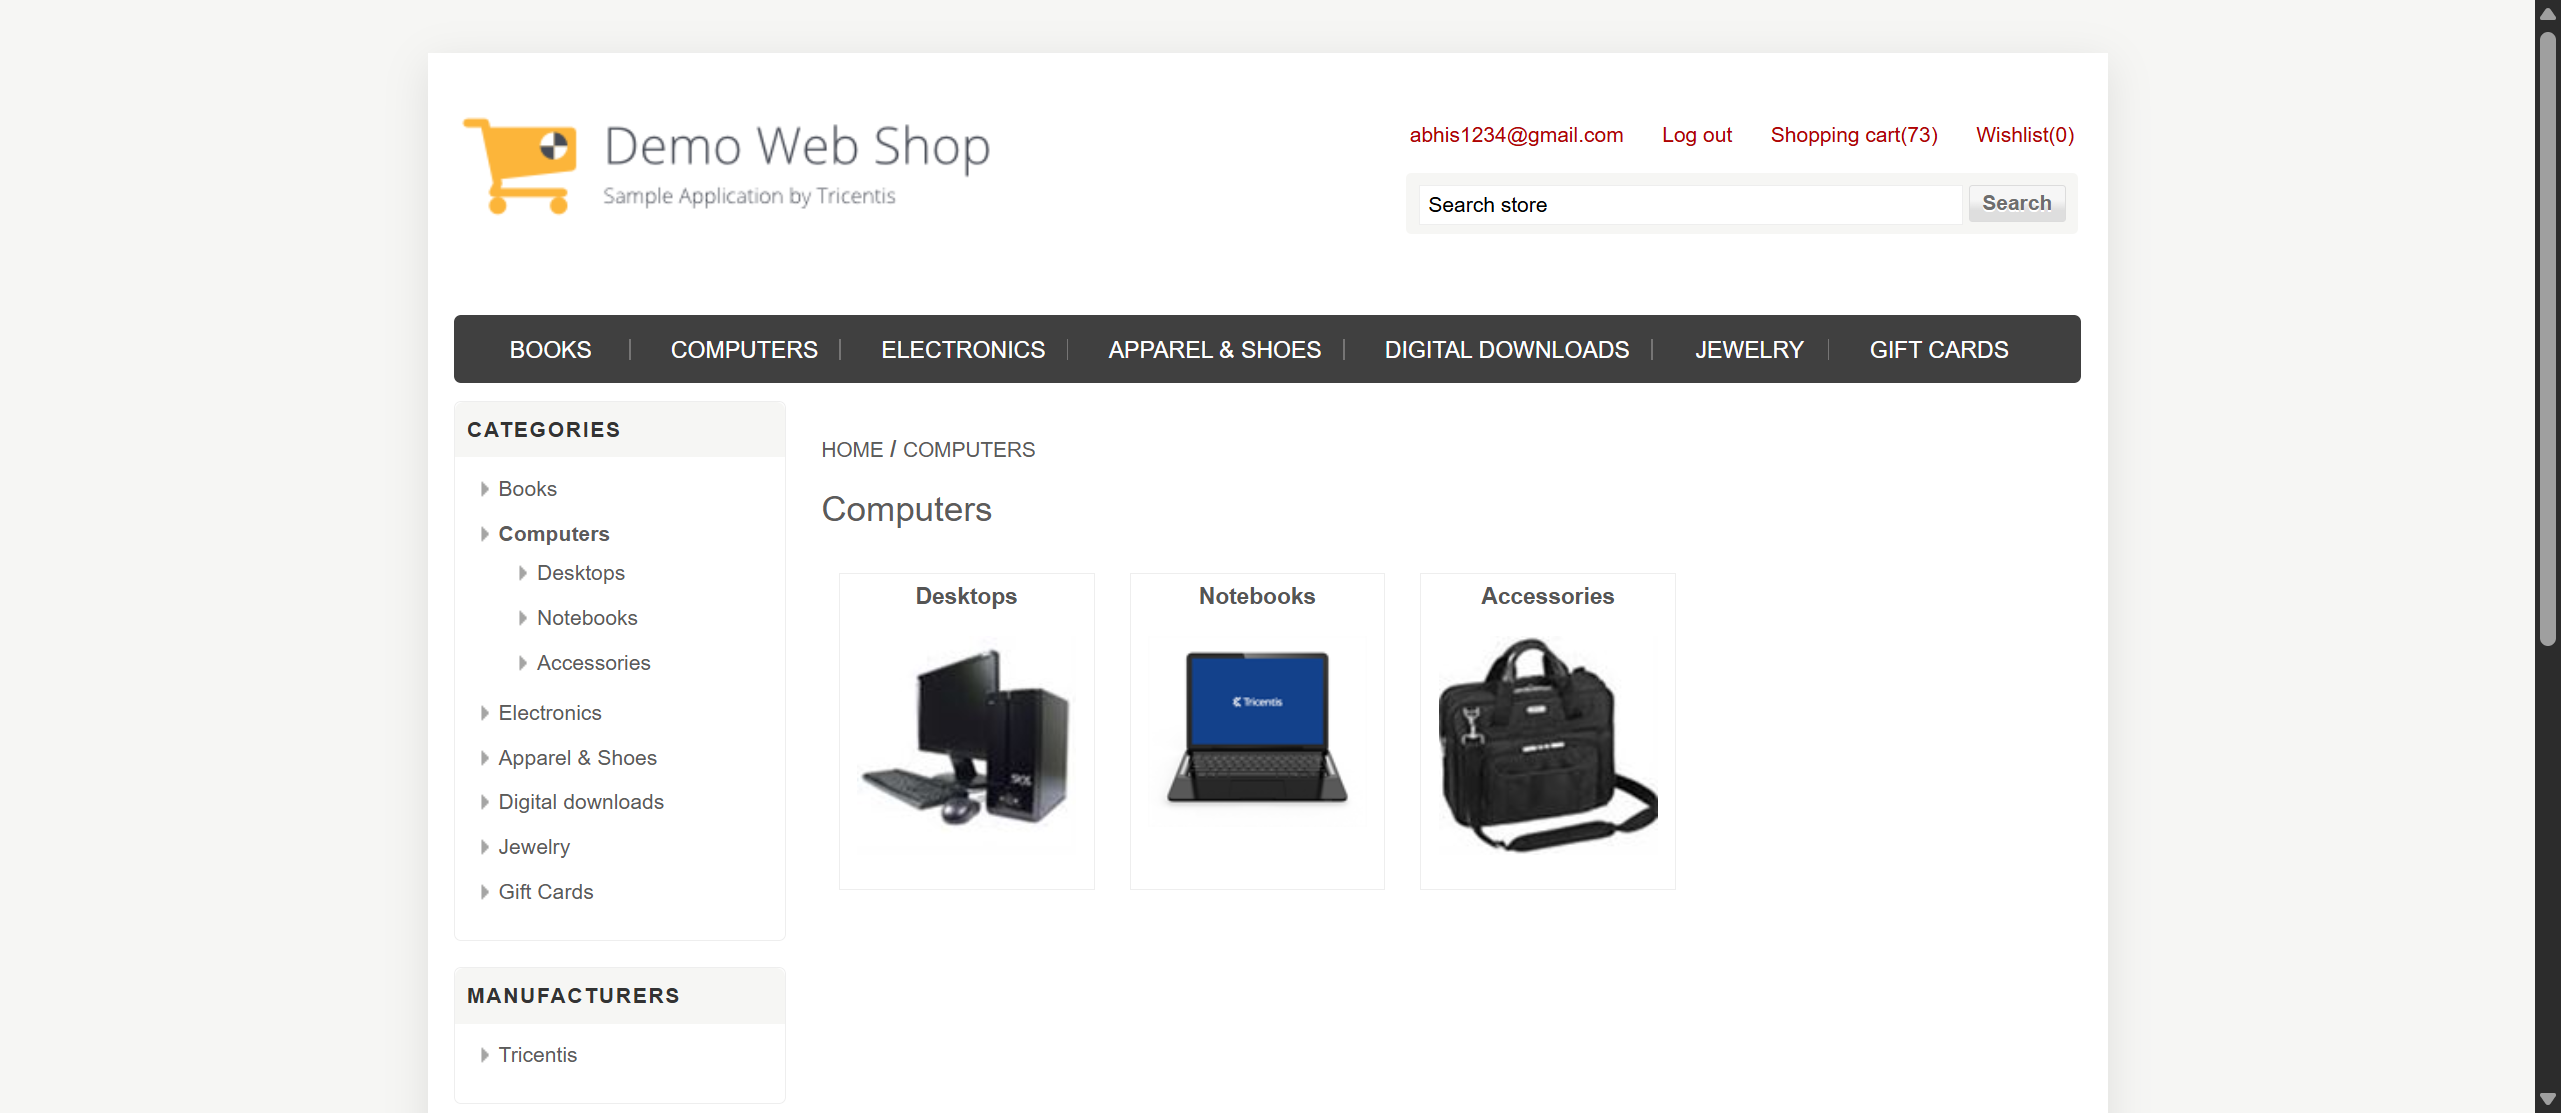 Demo Web Shop
Sample Application by Tricentis
abhis1234@gmail.com Log out Shopping cart(73) Wishlist(0)
Search store Search
BOOKS COMPUTERS ELECTRONICS APPAREL & SHOES DIGITAL DOWNLOADS JEWELRY GIFT CARDS
CATEGORIES
Books
Computers
Desktops
Notebooks
Accessories
Electronics
Apparel & Shoes
Digital downloads
Jewelry
Gift Cards
MANUFACTURERS
Tricentis
HOME / COMPUTERS
Computers
Desktops Notebooks Accessories
Tricentis